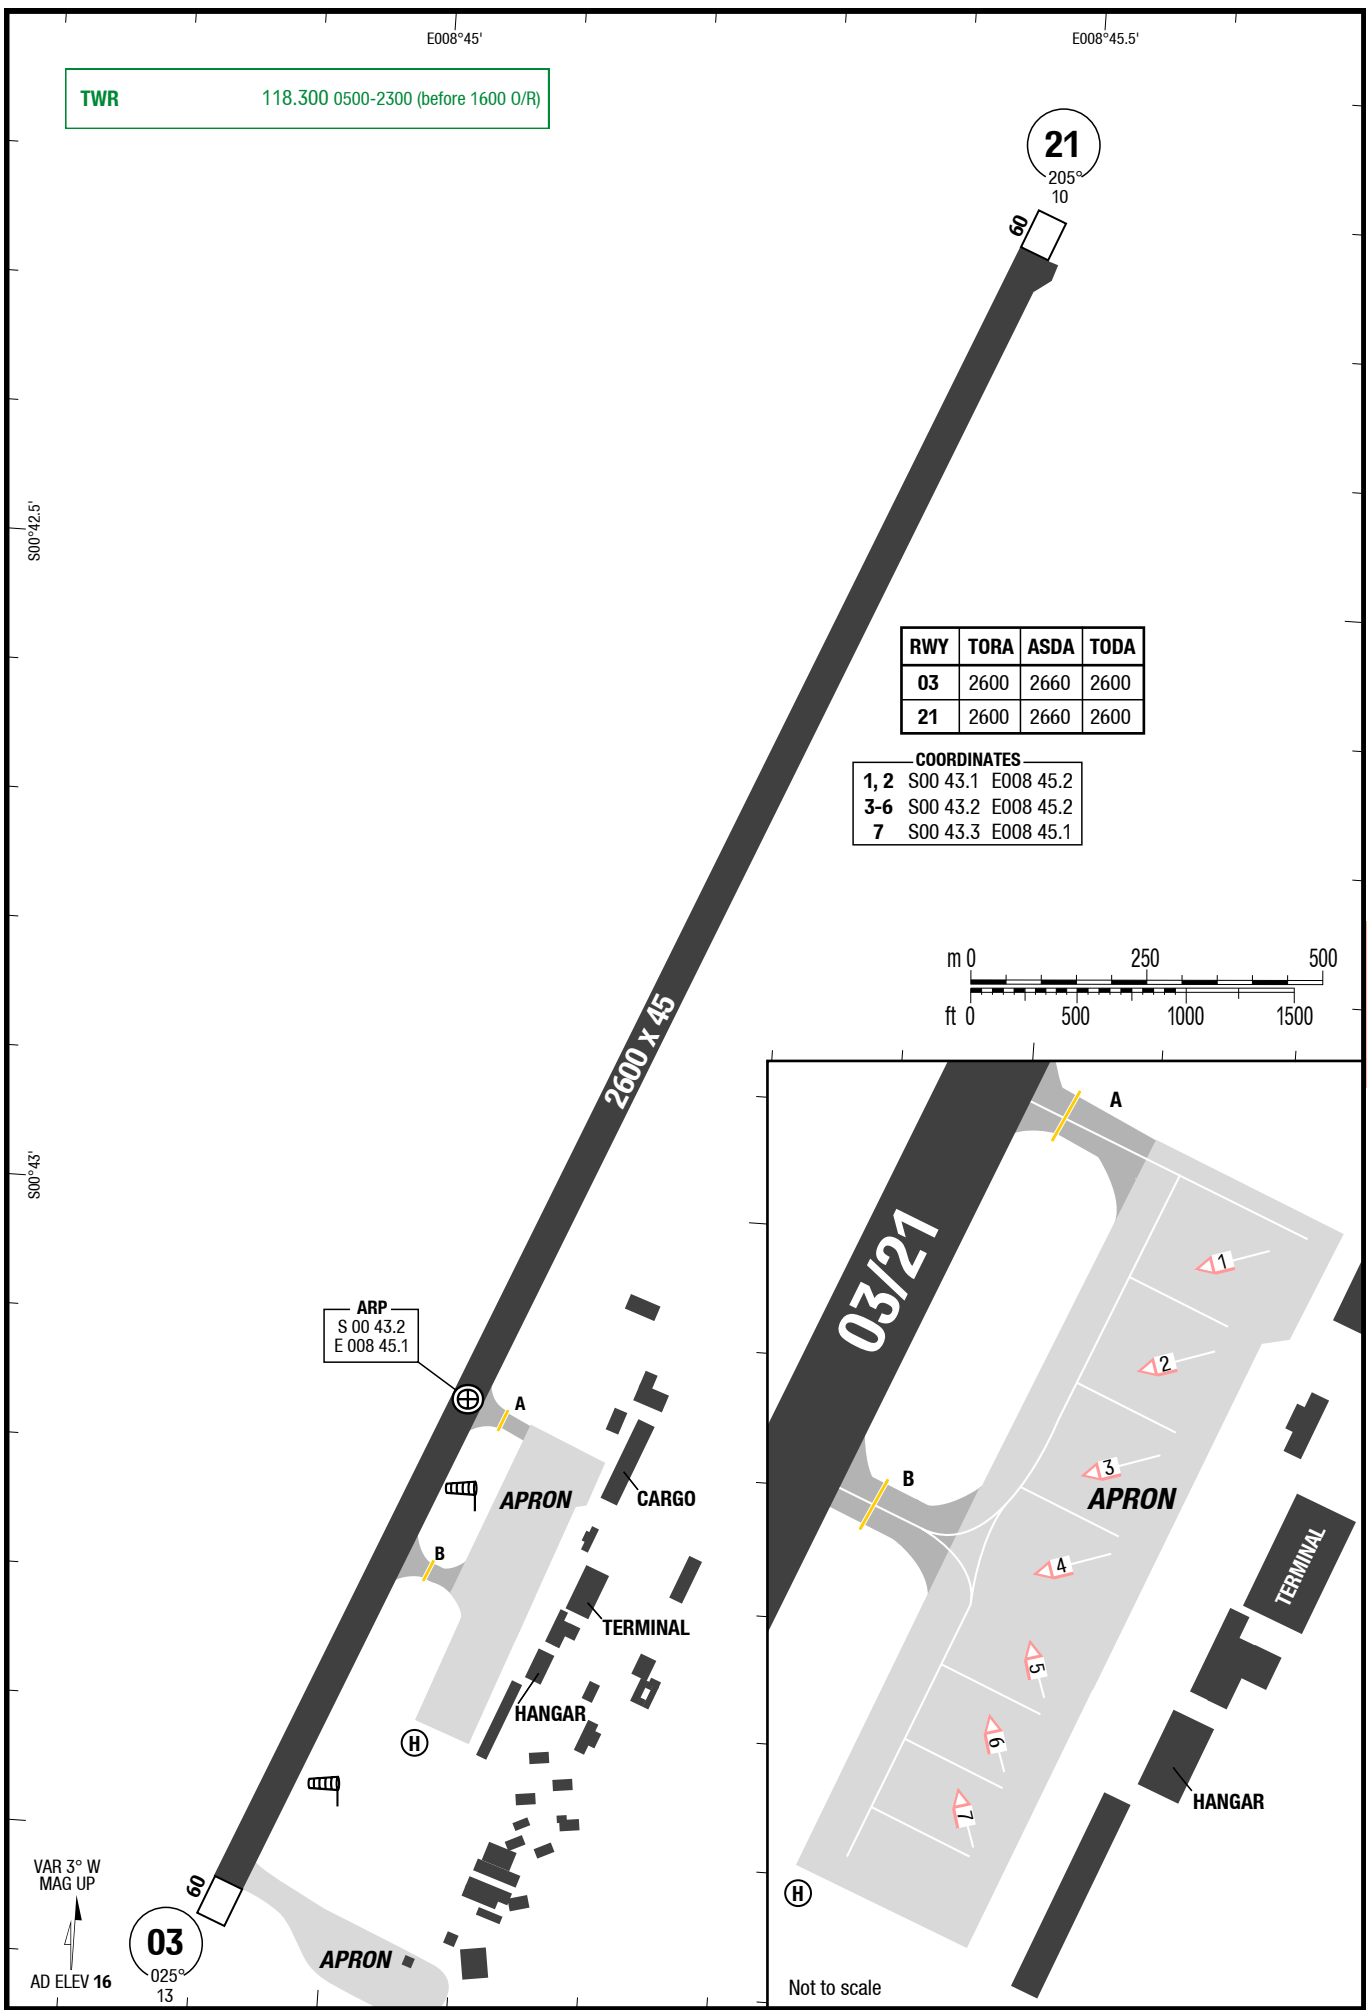 E008°45'
E008°45.5'
TWR 118.300 0500-2300 (before 1600 O/R)
21
205°
10
60
S00°42.5'
RWY TORA ASDA TODA
03 2600 2660 2600
21 2600 2660 2600
COORDINATES
1, 2 S00 43.1 E008 45.2
3-6 S00 43.2 E008 45.2
7 S00 43.3 E008 45.1
m 0 250 500
ft 0 500 1000 1500
2600 x 45
S00°43'
ARP
S 00 43.2
E 008 45.1
A
APRON
CARGO
B
TERMINAL
HANGAR
H
60
VAR 3° W
MAG UP
AD ELEV 16
03
025°
13
APRON
A
03/21
1
2
3
APRON
B
4
TERMINAL
5
6
7
HANGAR
H
Not to scale